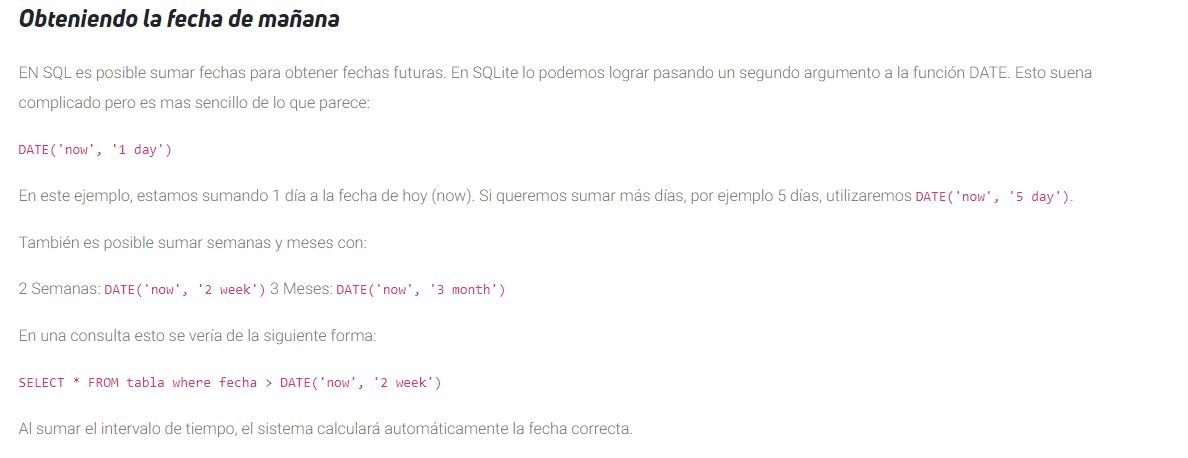 Obteniendo la fecha de mañana
EN SQL es posible sumar fechas para obtener fechas futuras. En SQLite lo podemos lograr pasando un segundo argumento a la función DATE. Esto suena
complicado pero es mas sencillo de lo que parece:
DATE('now', '1 day')
En este ejemplo, estamos sumando 1 día a la fecha de hoy (now). Si queremos sumar más días, por ejemplo 5 días, utilizaremos DATE('now', '5 day').
También es posible sumar semanas y meses con:
2 Semanas: DATE('now', '2 week') 3 Meses: DATE('now', '3 month')
En una consulta esto se vería de la siguiente forma:
SELECT * FROM tabla where fecha > DATE('now', '2 week')
Al sumar el intervalo de tiempo, el sistema calculará automáticamente la fecha correcta.